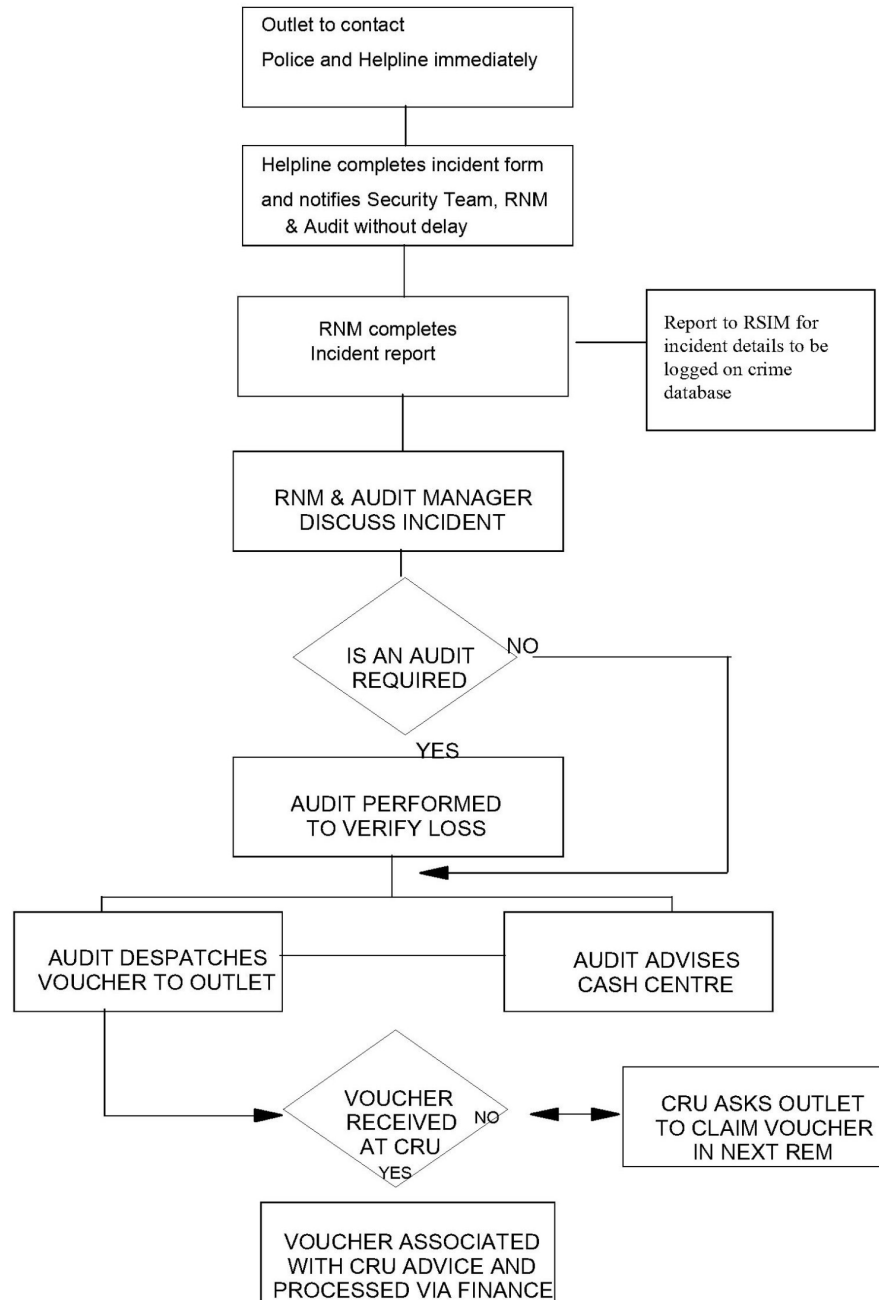 Outlet to contact
Police and Helpline immediately
Helpline completes incident form
and notifies Security Team, RNM
& Audit without delay
RNM completes
Incident report
Report to RSIM for
incident details to be
logged on crime
database
RNM & AUDIT MANAGER
DISCUSS INCIDENT
IS AN AUDIT
REQUIRED
NO
YES
AUDIT PERFORMED
TO VERIFY LOSS
AUDIT DESPATCHES
VOUCHER TO OUTLET
AUDIT ADVISES
CASH CENTRE
VOUCHER
RECEIVED
AT CRU
NO
YES
CRU ASKS OUTLET
TO CLAIM VOUCHER
IN NEXT REM
VOUCHER ASSOCIATED
WITH CRU ADVICE AND
PROCESSED VIA FINANCE